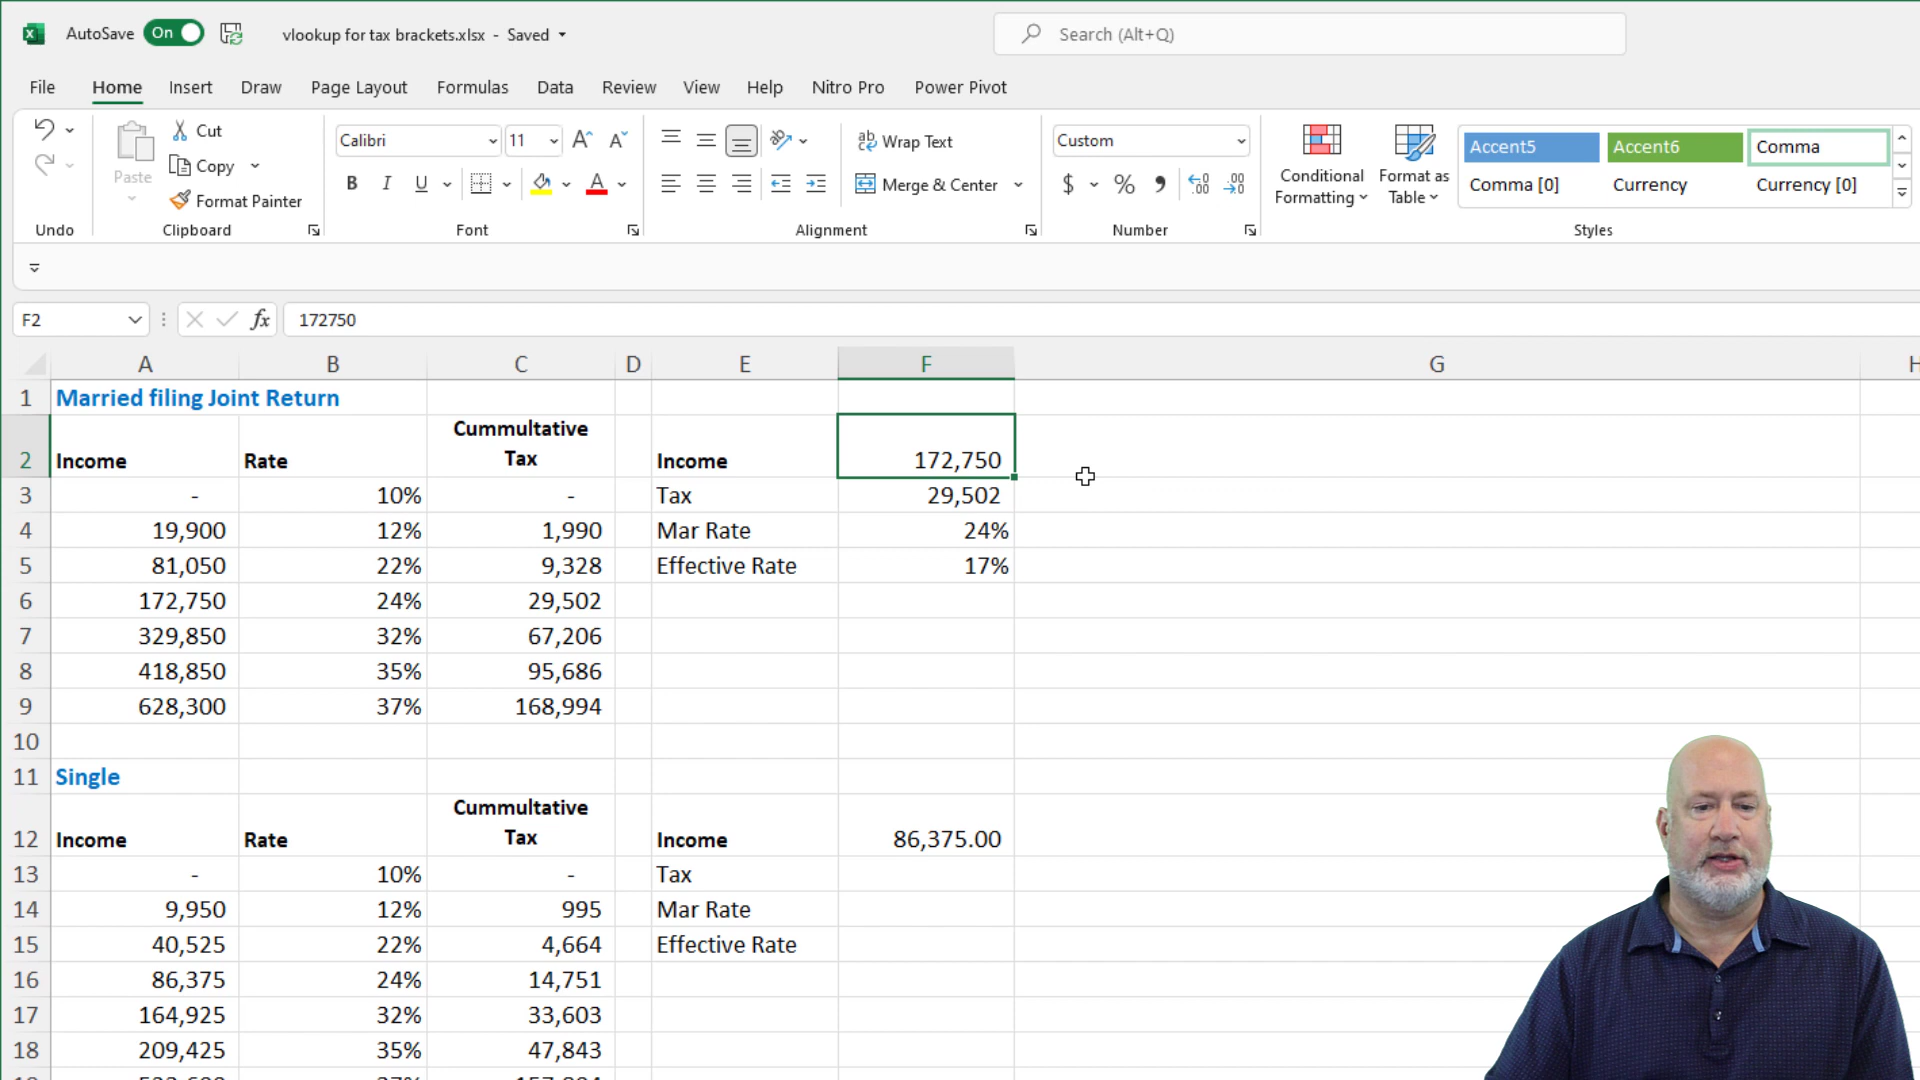 AutoSave On vlookup for tax brackets.xlsx - Saved Search (Alt+Q)
File Home Insert Draw Page Layout Formulas Data Review View Help Nitro Pro Power Pivot
Cut
Copy
Paste
Format Painter
Undo Clipboard
Calibri 11
B I U
Font
Wrap Text
Merge & Center
Alignment
Custom
$ % 9
Number
Conditional Formatting
Format as Table
Accent5 Accent6 Comma
Comma [0] Currency Currency [0]
Styles
F2 fx 172750
A B C D E F G H
1 Married filing Joint Return
2 Income Rate Cummultative Tax Income 172,750
3 - 10% - Tax 29,502
4 19,900 12% 1,990 Mar Rate 24%
5 81,050 22% 9,328 Effective Rate 17%
6 172,750 24% 29,502
7 329,850 32% 67,206
8 418,850 35% 95,686
9 628,300 37% 168,994
10
11 Single
12 Income Rate Cummultative Tax Income 86,375.00
13 - 10% - Tax
14 9,950 12% 995 Mar Rate
15 40,525 22% 4,664 Effective Rate
16 86,375 24% 14,751
17 164,925 32% 33,603
18 209,425 35% 47,843